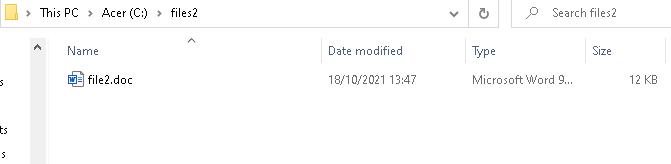 This PC > Acer (C:) > files2 Search files2
Name Date modified Type Size
file2.doc 18/10/2021 13:47 Microsoft Word 9... 12 KB
s
ts
s